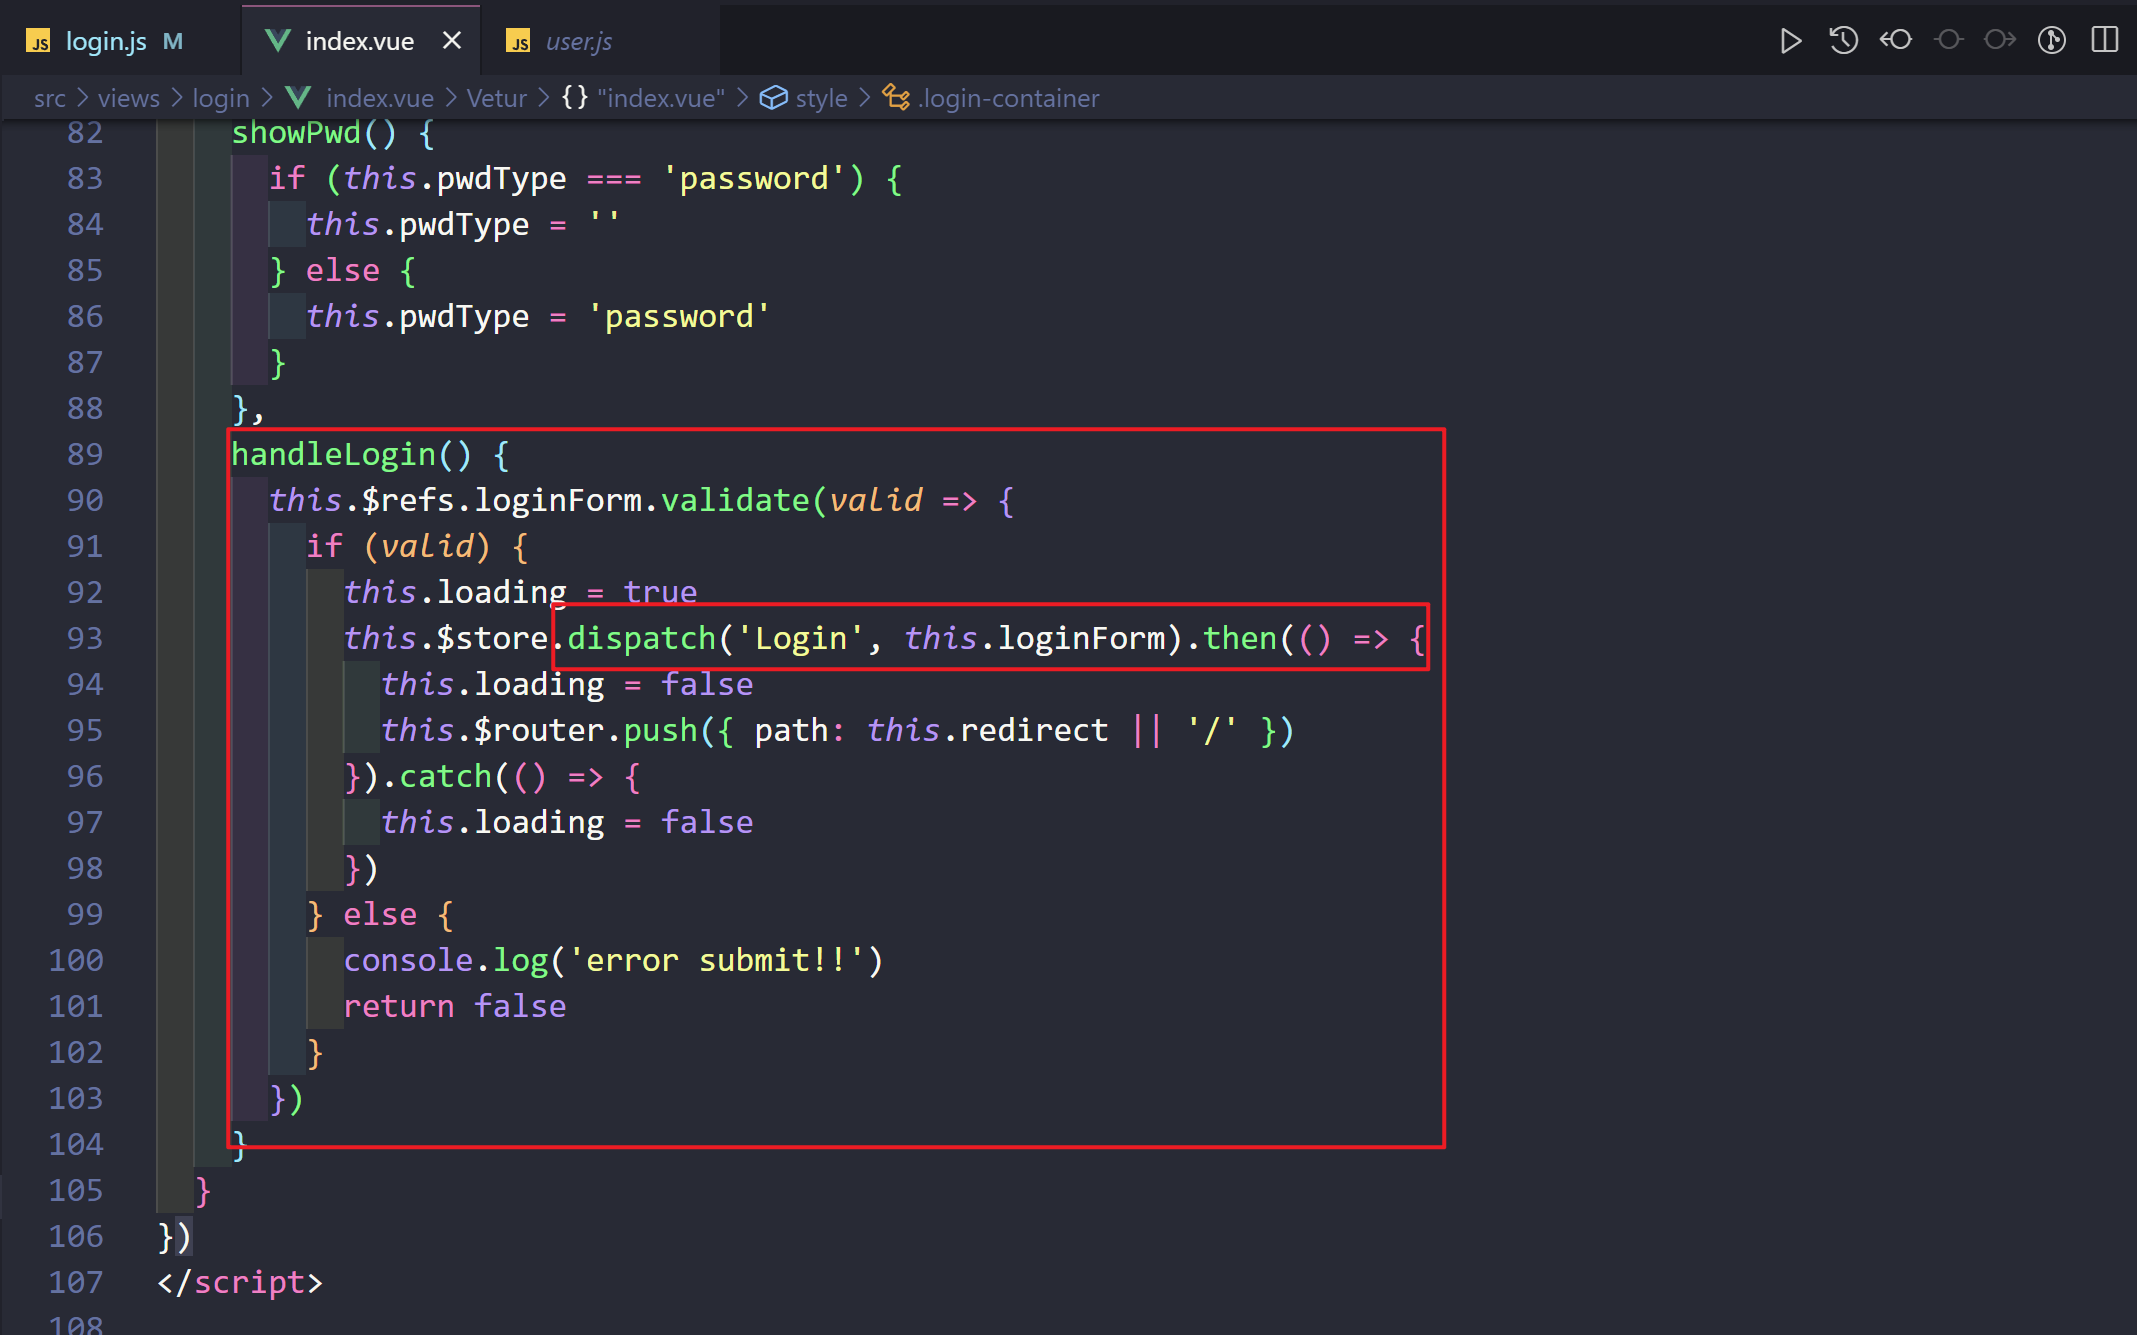 JS login.js M index.vue JS user.js
src > views > login > index.vue > Vetur > {} "index.vue" > style > .login-container
82 showPwd() {
83 if (this.pwdType === 'password') {
84 this.pwdType = ''
85 } else {
86 this.pwdType = 'password'
87 }
88 },
89 handleLogin() {
90 this.$refs.loginForm.validate(valid => {
91 if (valid) {
92 this.loading = true
93 this.$store.dispatch('Login', this.loginForm).then(() => {
94 this.loading = false
95 this.$router.push({ path: this.redirect || '/' })
96 }).catch(() => {
97 this.loading = false
98 })
99 } else {
100 console.log('error submit!!')
101 return false
102 }
103 })
104 }
105 }
106 })
107 </script>
108